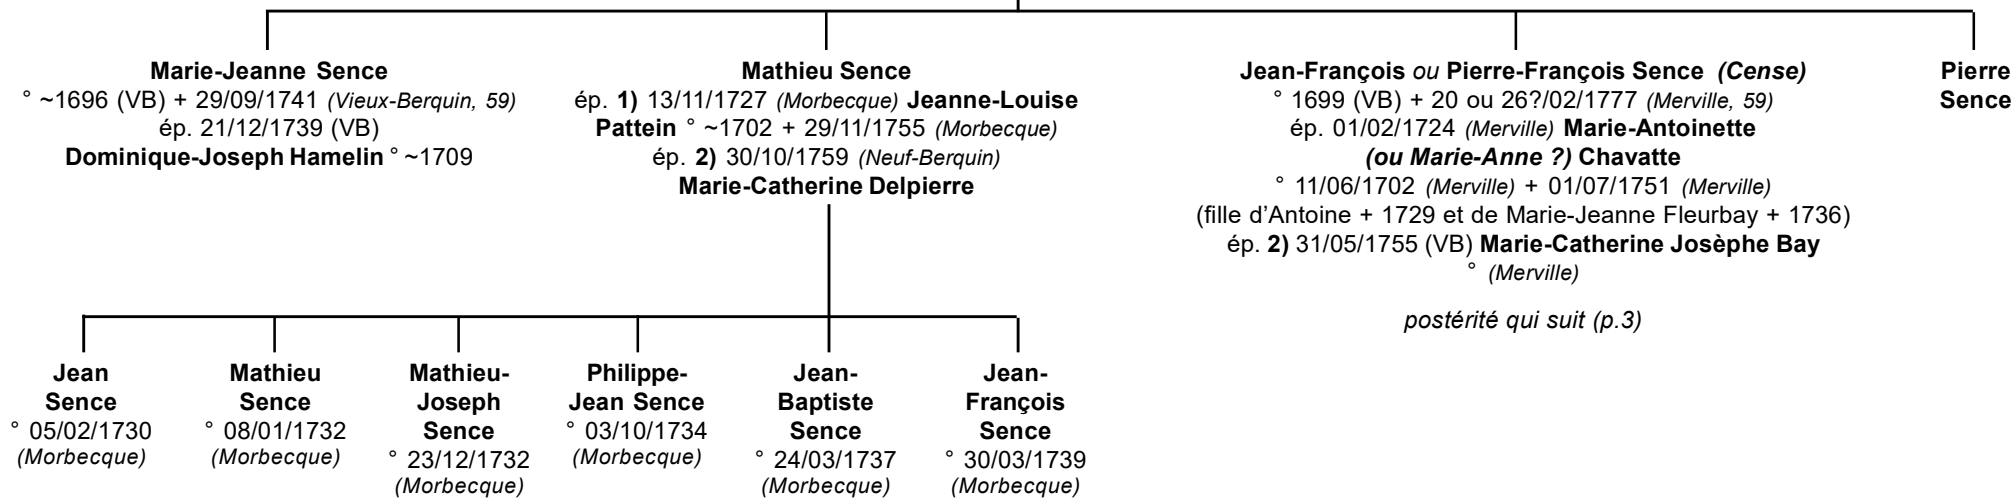 Marie-Jeanne Sence
° ~1696 (VB) + 29/09/1741 (Vieux-Berquin, 59)
ép. 21/12/1739 (VB)
Dominique-Joseph Hamelin ° ~1709
Mathieu Sence
ép. 1) 13/11/1727 (Morbecque) Jeanne-Louise
Pattein ° ~1702 + 29/11/1755 (Morbecque)
ép. 2) 30/10/1759 (Neuf-Berquin)
Marie-Catherine Delpierre
Jean-François ou Pierre-François Sence (Cense)
° 1699 (VB) + 20 ou 26?/02/1777 (Merville, 59)
ép. 01/02/1724 (Merville) Marie-Antoinette
(ou Marie-Anne ?) Chavatte
° 11/06/1702 (Merville) + 01/07/1751 (Merville)
(fille d'Antoine + 1729 et de Marie-Jeanne Fleurbay + 1736)
ép. 2) 31/05/1755 (VB) Marie-Catherine Josèphe Bay
° (Merville)
postérité qui suit (p.3)
Pierre
Sence
Jean
Sence
° 05/02/1730
(Morbecque)
Mathieu
Sence
° 08/01/1732
(Morbecque)
Mathieu-
Joseph
Sence
° 23/12/1732
(Morbecque)
Philippe-
Jean Sence
° 03/10/1734
(Morbecque)
Jean-
Baptiste
Sence
° 24/03/1737
(Morbecque)
Jean-
François
Sence
° 30/03/1739
(Morbecque)